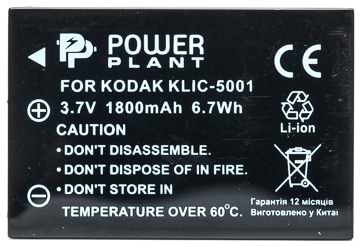 PP POWER
PLANT
CE
FOR KODAK KLIC-5001
3.7V 1800mAh 6.7Wh
Li-ion
CAUTION
• DON'T DISASSEMBLE.
• DON'T DISPOSE OF IN FIRE.
• DON'T STORE IN
TEMPERATURE OVER 60°C.
Гарантія 12 місяців
Виготовлено у Китаї